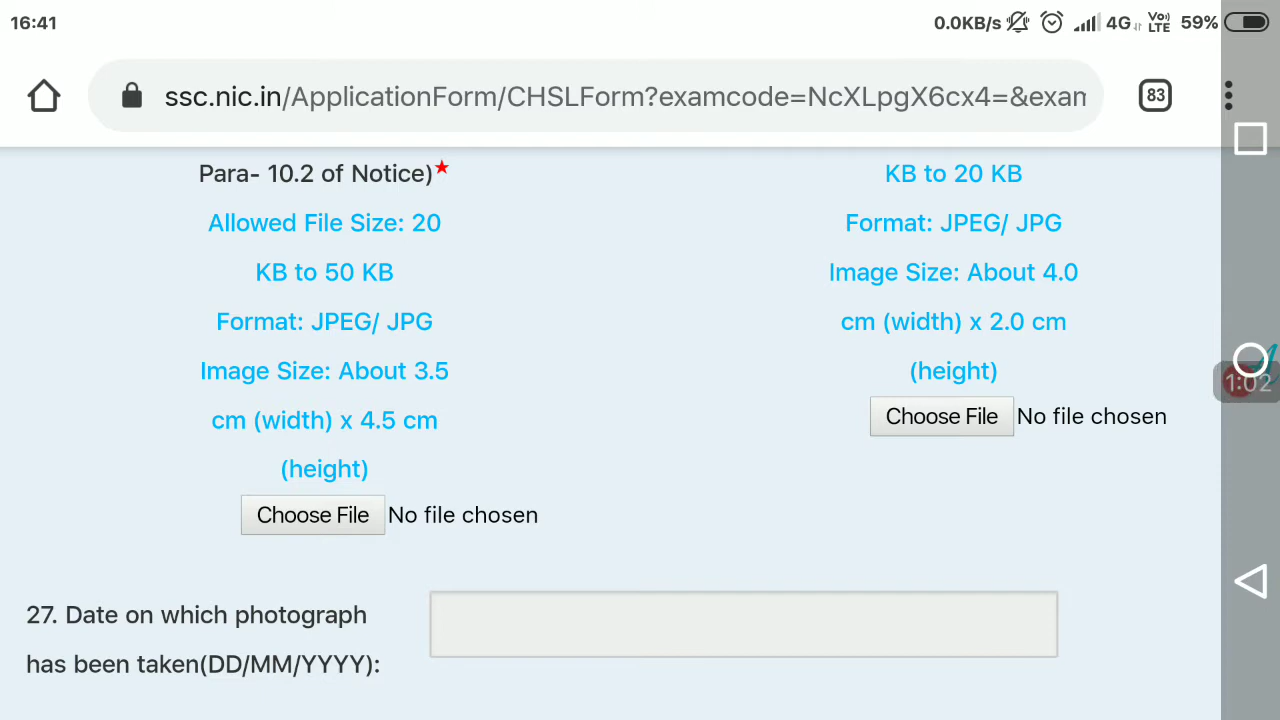 16:41
0.0KB/s 4G Vo) LTE 59%
ssc.nic.in/ApplicationForm/CHSLForm?examcode=NcXLpgX6cx4=&exam
83
Para- 10.2 of Notice)★
Allowed File Size: 20
KB to 50 KB
Format: JPEG/ JPG
Image Size: About 3.5
cm (width) x 4.5 cm
(height)
Choose File No file chosen
KB to 20 KB
Format: JPEG/ JPG
Image Size: About 4.0
cm (width) x 2.0 cm
(height)
Choose File No file chosen
1:02
27. Date on which photograph
has been taken(DD/MM/YYYY):